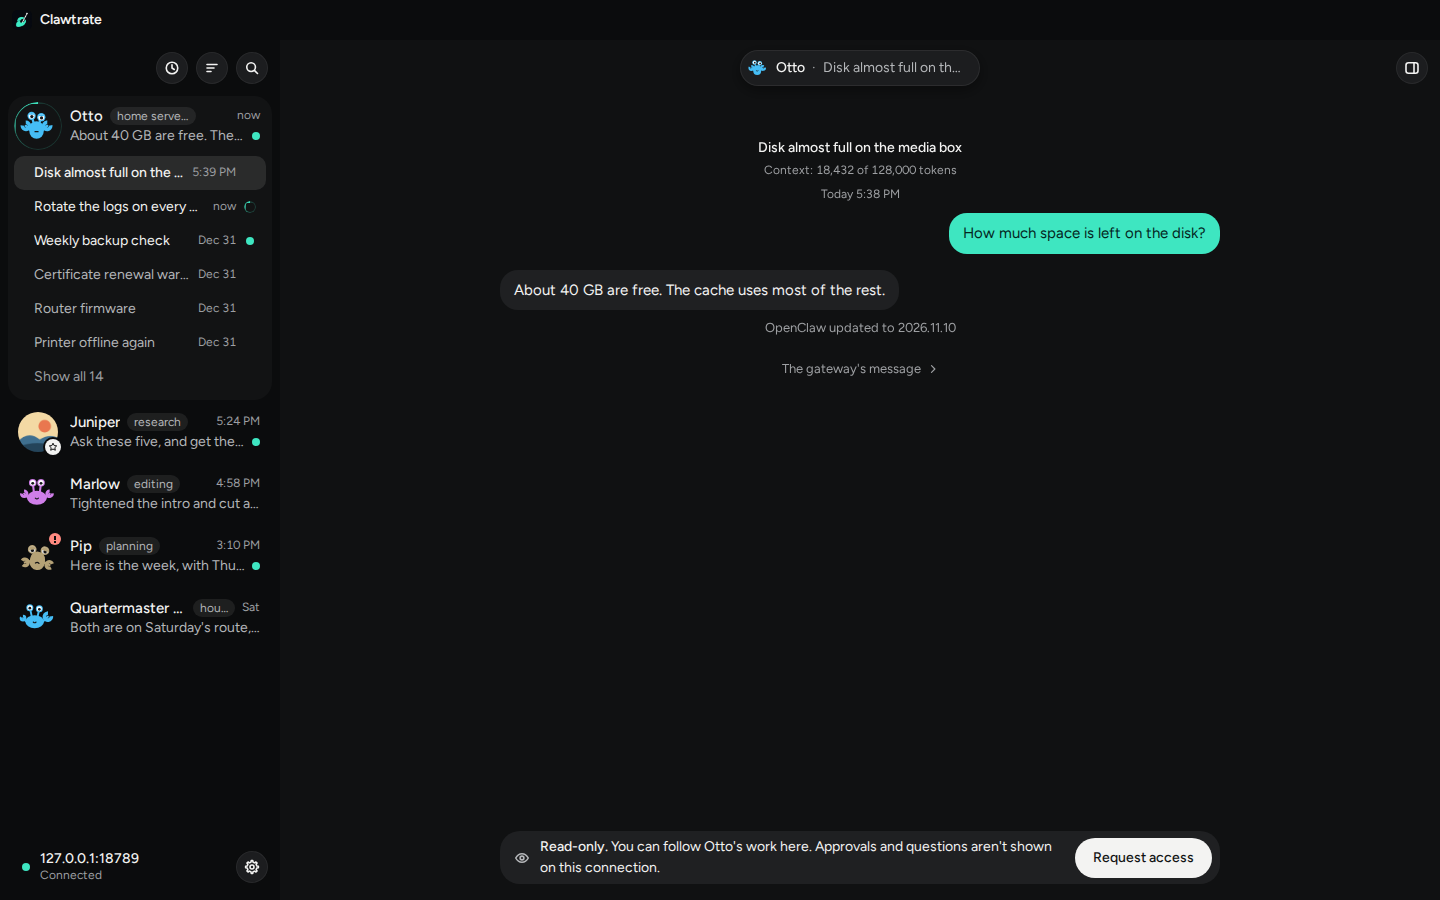 Clawtrate
Otto home serve... now
About 40 GB are free. The...
Disk almost full on the ... 5:39 PM
Rotate the logs on every ... now
Weekly backup check Dec 31
Certificate renewal war... Dec 31
Router firmware Dec 31
Printer offline again Dec 31
Show all 14
Juniper research 5:24 PM
Ask these five, and get the...
Marlow editing 4:58 PM
Tightened the intro and cut a...
Pip planning 3:10 PM
Here is the week, with Thu...
Quartermaster ... hou... Sat
Both are on Saturday's route,...
127.0.0.1:18789
Connected
Otto · Disk almost full on th...
Disk almost full on the media box
Context: 18,432 of 128,000 tokens
Today 5:38 PM
How much space is left on the disk?
About 40 GB are free. The cache uses most of the rest.
OpenClaw updated to 2026.11.10
The gateway's message
Read-only. You can follow Otto's work here. Approvals and questions aren't shown
on this connection.
Request access